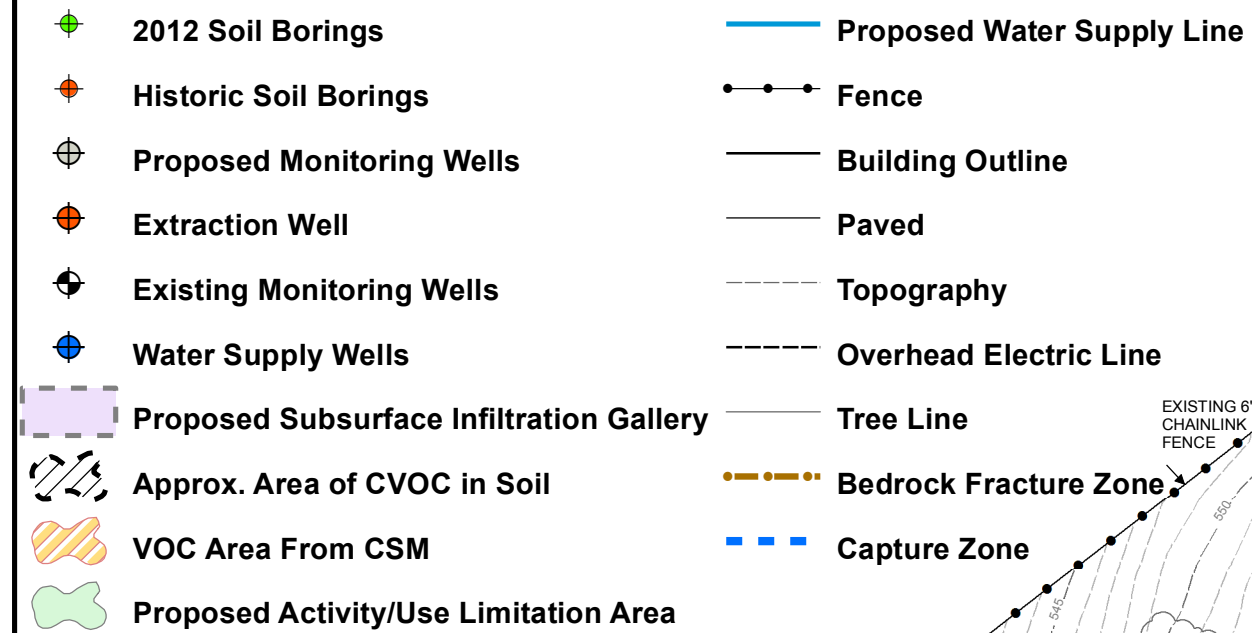 2012 Soil Borings
Historic Soil Borings
Proposed Monitoring Wells
Extraction Well
Existing Monitoring Wells
Water Supply Wells
Proposed Subsurface Infiltration Gallery
Approx. Area of CVOC in Soil
VOC Area From CSM
Proposed Activity/Use Limitation Area
Proposed Water Supply Line
Fence
Building Outline
Paved
Topography
Overhead Electric Line
Tree Line
Bedrock Fracture Zone
Capture Zone
EXISTING 6'
CHAINLINK
FENCE
550
545